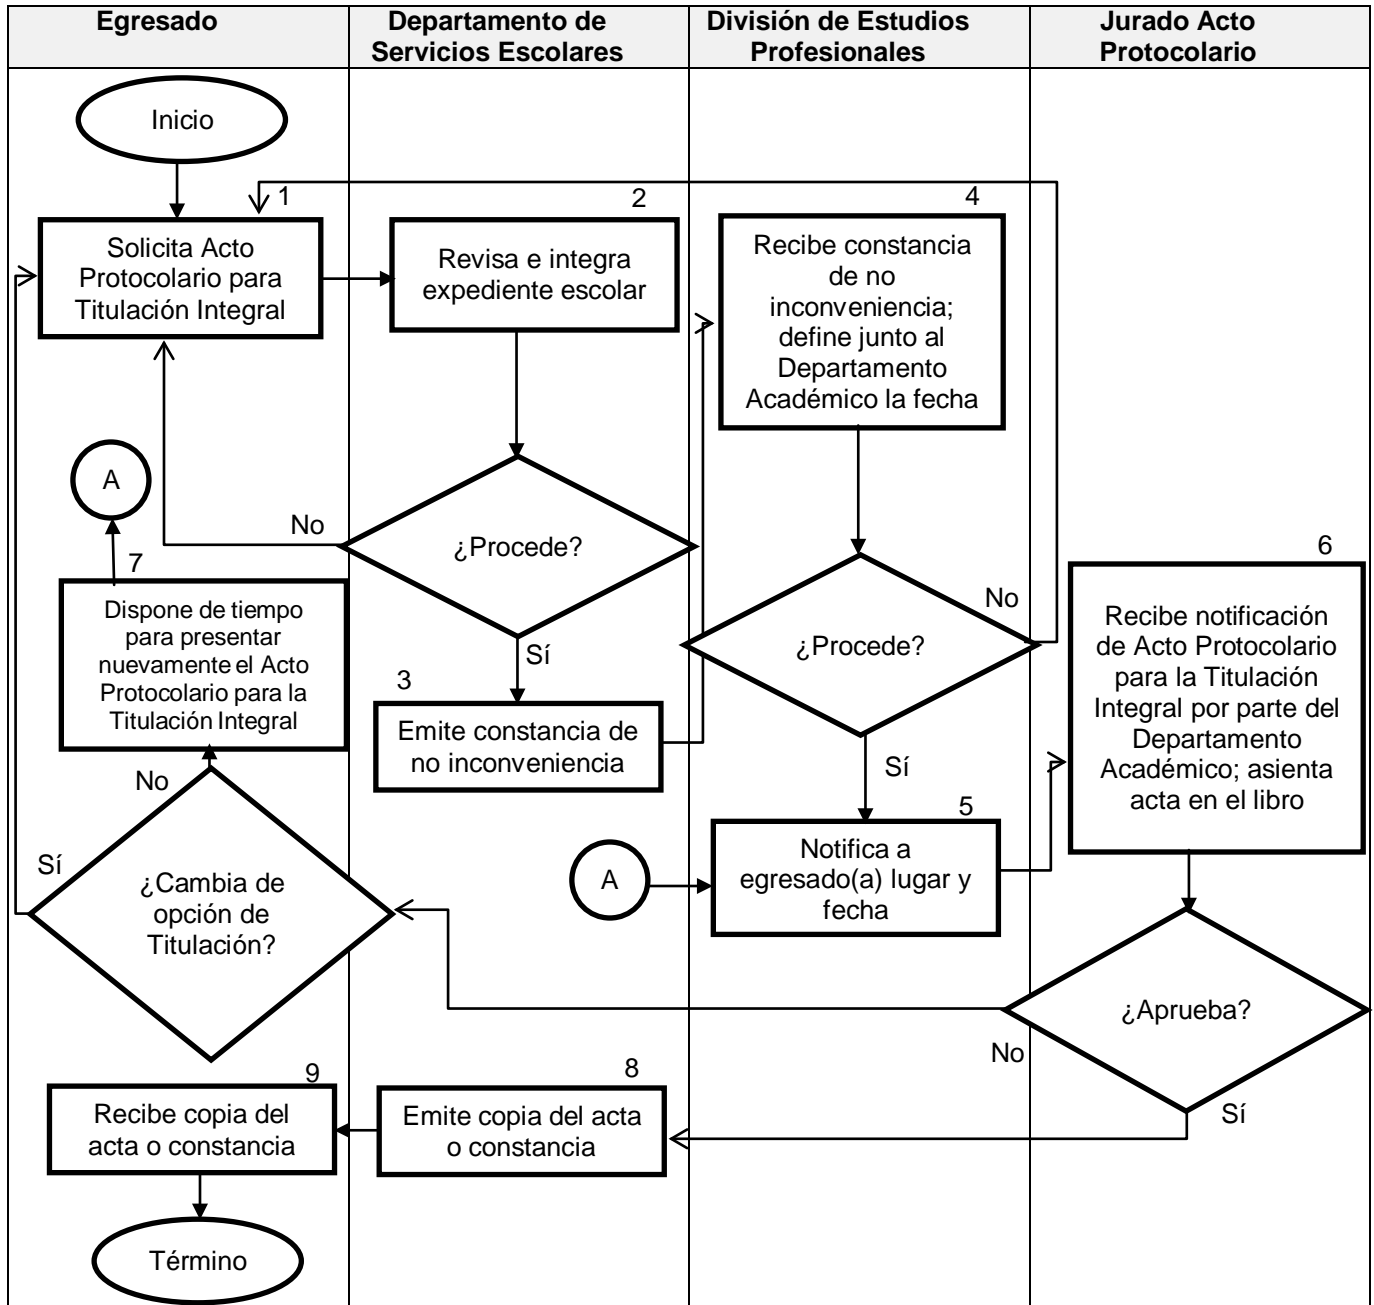 Egresado
Departamento de
Servicios Escolares
División de Estudios
Profesionales
Jurado Acto
Protocolario
Inicio
1
Solicita Acto
Protocolario para
Titulación Integral
2
Revisa e integra
expediente escolar
4
Recibe constancia
de no
inconveniencia;
define junto al
Departamento
Académico la fecha
A
No
¿Procede?
Sí
7
Dispone de tiempo
para presentar
nuevamente el Acto
Protocolario para la
Titulación Integral
3
Emite constancia de
no inconveniencia
No
¿Procede?
Sí
6
Recibe notificación
de Acto Protocolario
para la Titulación
Integral por parte del
Departamento
Académico; asienta
acta en el libro
No
Sí
¿Cambia de
opción de
Titulación?
A
5
Notifica a
egresado(a) lugar y
fecha
¿Aprueba?
No
Sí
9
Recibe copia del
acta o constancia
8
Emite copia del acta
o constancia
Término